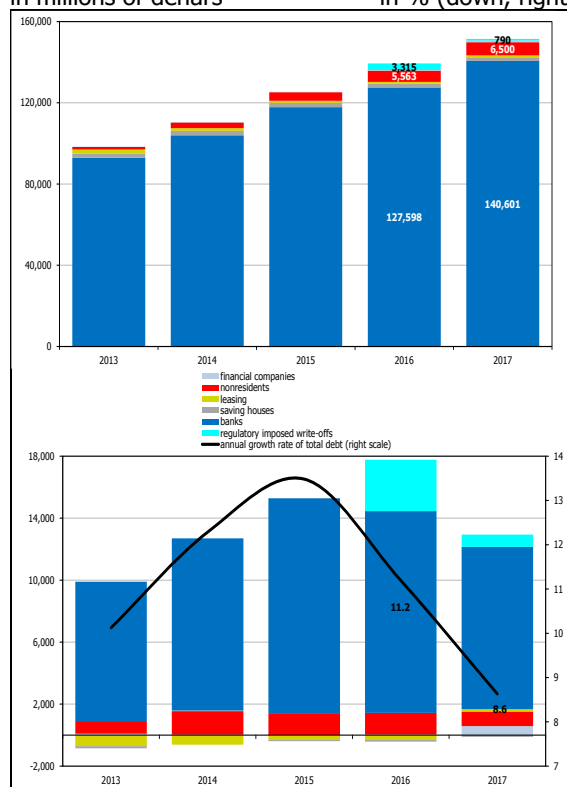 in millions of denars in % (down, right
160,000
120,000
80,000
40,000
0
790
6,500
3,315
5,563
127,598
140,601
2013 2014 2015 2016 2017
financial companies
nonresidents
leasing
saving houses
banks
regulatory imposed write-offs
annual growth rate of total debt (right scale)
18,000
14,000
10,000
6,000
2,000
-2,000
11.2
8.6
14
13
12
11
10
9
8
7
2013 2014 2015 2016 2017